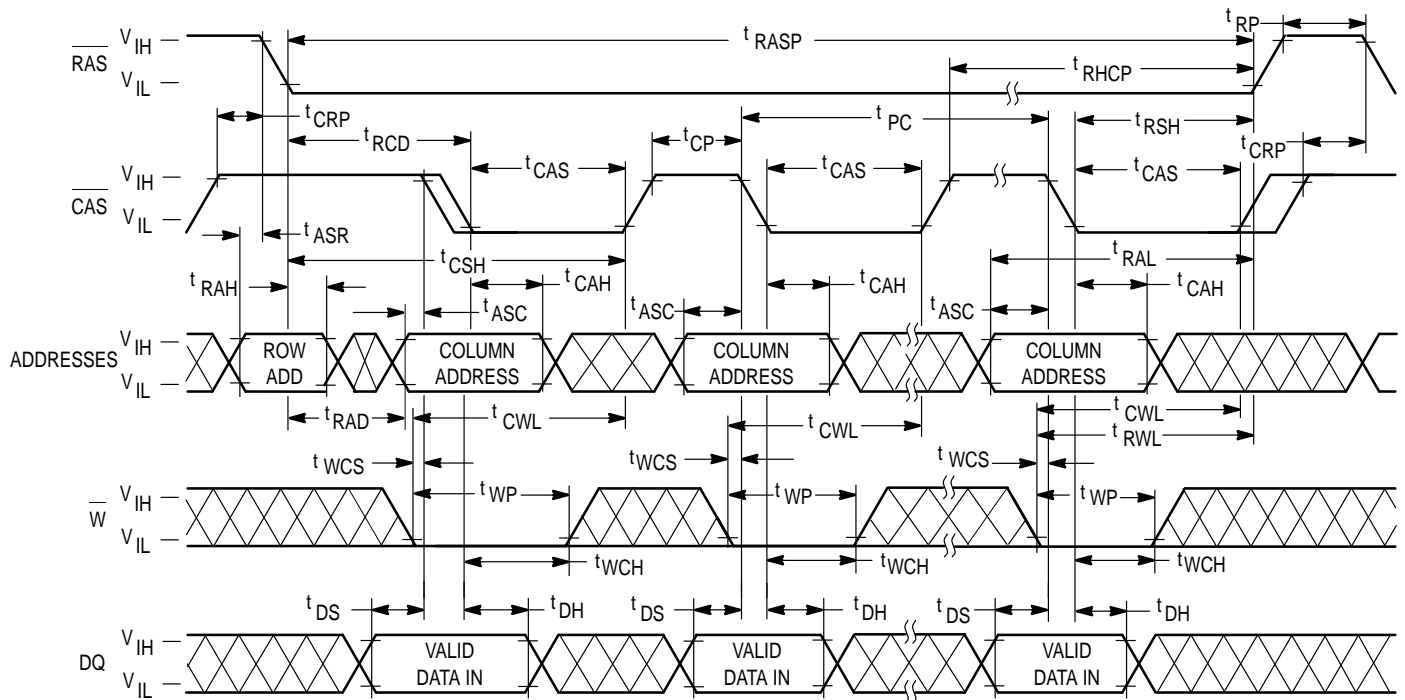 t RP
V IH
RAS
V IL
t RASP
t RHCP
t CRP
t RCD
t CP
t PC
t RSH
t CRP
V IH
CAS
V IL
t CAS
t CAS
t CAS
t ASR
t CSH
t RAL
t RAH
t CAH
t CAH
t CAH
t ASC
t ASC
t ASC
ADDRESSES
V IH
V IL
ROW
ADD
COLUMN
ADDRESS
COLUMN
ADDRESS
COLUMN
ADDRESS
t RAD
t CWL
t CWL
t CWL
t RWL
t WCS
t WCS
t WCS
V IH
W
V IL
t WP
t WP
t WP
t WCH
t WCH
t WCH
t DS
t DH
t DS
t DH
t DS
t DH
V IH
DQ
V IL
VALID
DATA IN
VALID
DATA IN
VALID
DATA IN